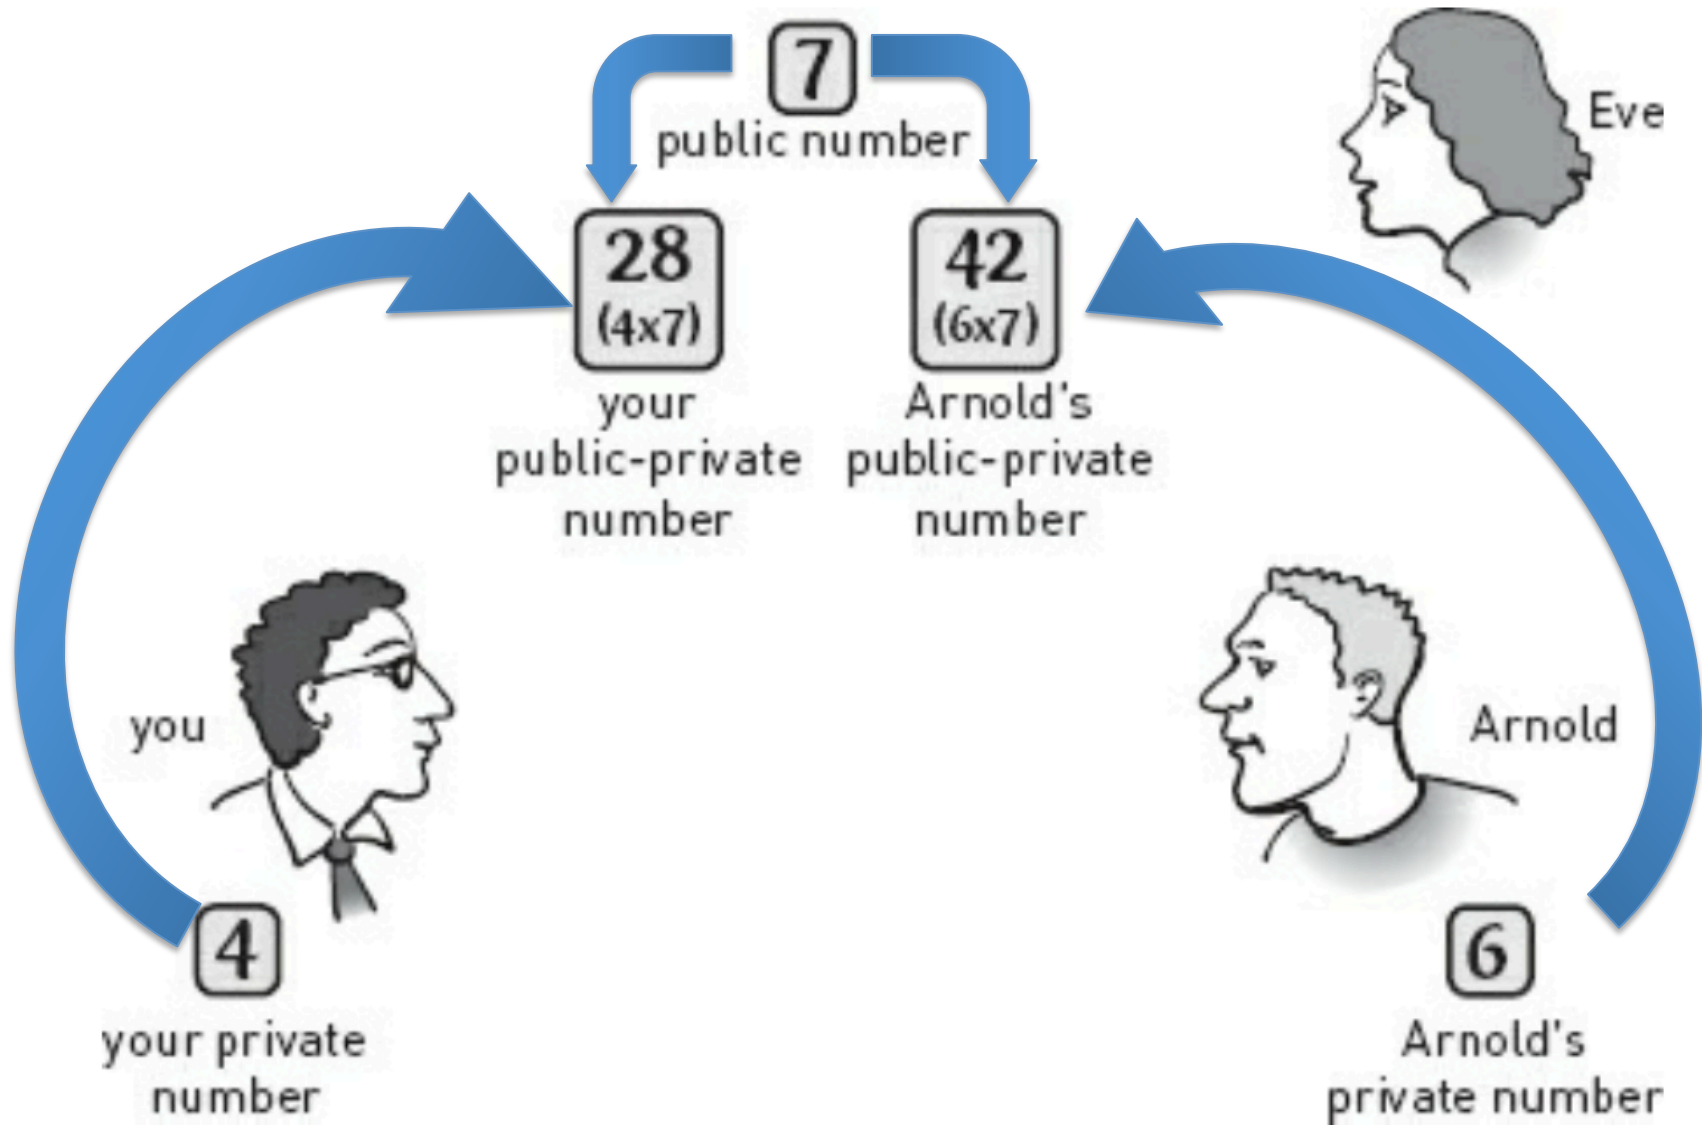 7
public number
Eve
28
(4x7)
your
public-private
number
42
(6x7)
Arnold's
public-private
number
you
4
your private
number
Arnold
6
Arnold's
private number